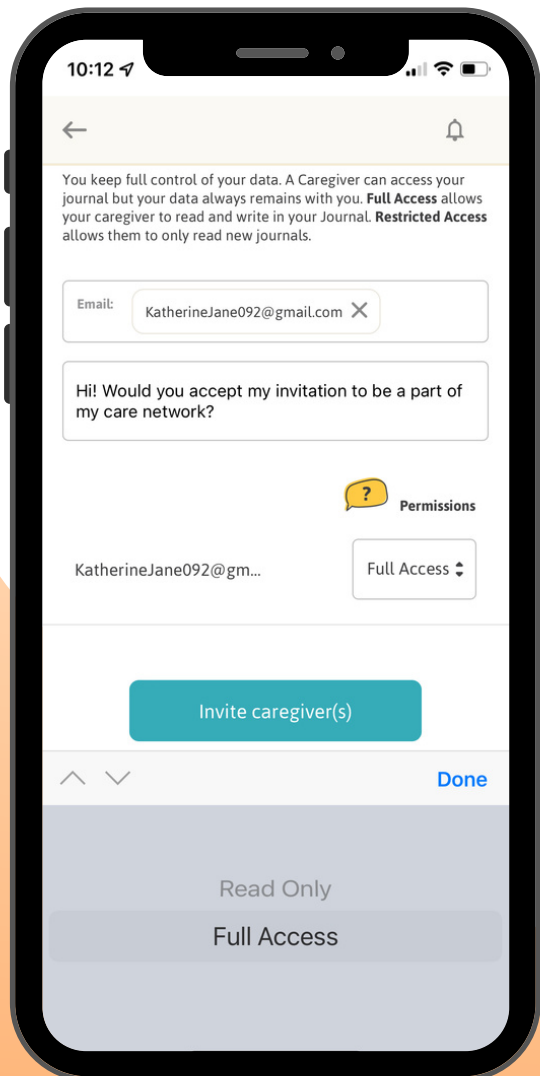 10:12
You keep full control of your data. A Caregiver can access your
journal but your data always remains with you. Full Access allows
your caregiver to read and write in your Journal. Restricted Access
allows them to only read new journals.
Email: KatherineJane092@gmail.com
Hi! Would you accept my invitation to be a part of
my care network?
?
Permissions
KatherineJane092@gm...
Full Access
Invite caregiver(s)
Done
Read Only
Full Access